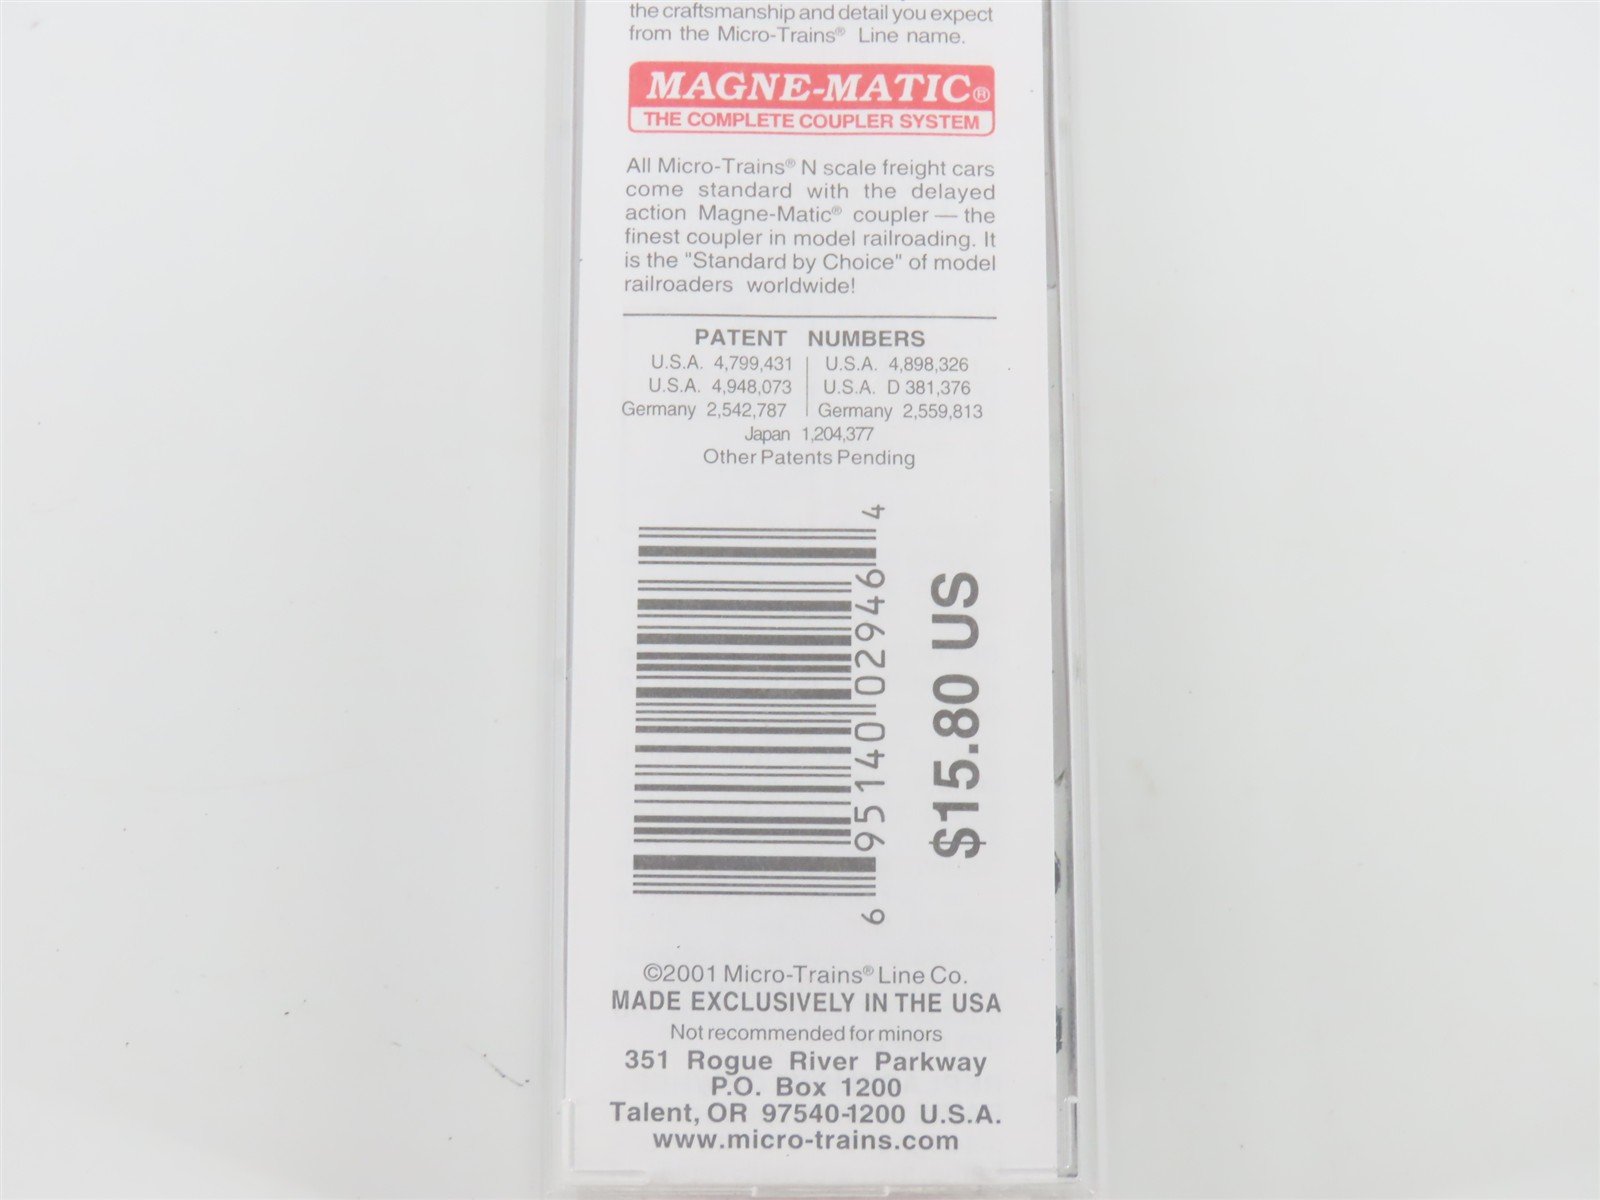 the craftsmanship and detail you expect
from the Micro-Trains® Line name.
MAGNE-MATIC®
THE COMPLETE COUPLER SYSTEM
All Micro-Trains® N scale freight cars
come standard with the delayed
action Magne-Matic® coupler — the
finest coupler in model railroading. It
is the "Standard by Choice" of model
railroaders worldwide!
PATENT NUMBERS
U.S.A. 4,799,431 | U.S.A. 4,898,326
U.S.A. 4,948,073 | U.S.A. D 381,376
Germany 2,542,787 | Germany 2,559,813
Japan 1,204,377
Other Patents Pending
6 95140 02946 4
$15.80 US
©2001 Micro-Trains® Line Co.
MADE EXCLUSIVELY IN THE USA
Not recommended for minors
351 Rogue River Parkway
P.O. Box 1200
Talent, OR 97540-1200 U.S.A.
www.micro-trains.com